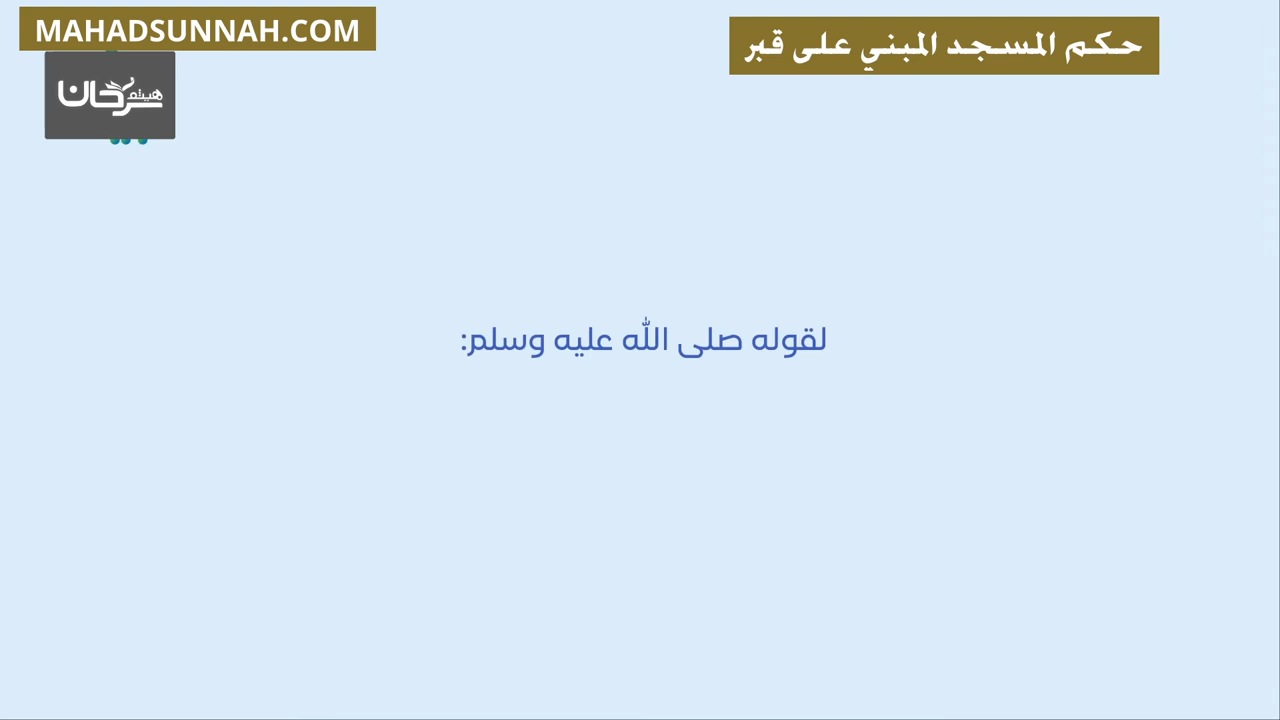 MAHADSUNNAH.COM
حكم المسجد المبني على قبر
هيثم
سرحان
لقوله صلى الله عليه وسلم: